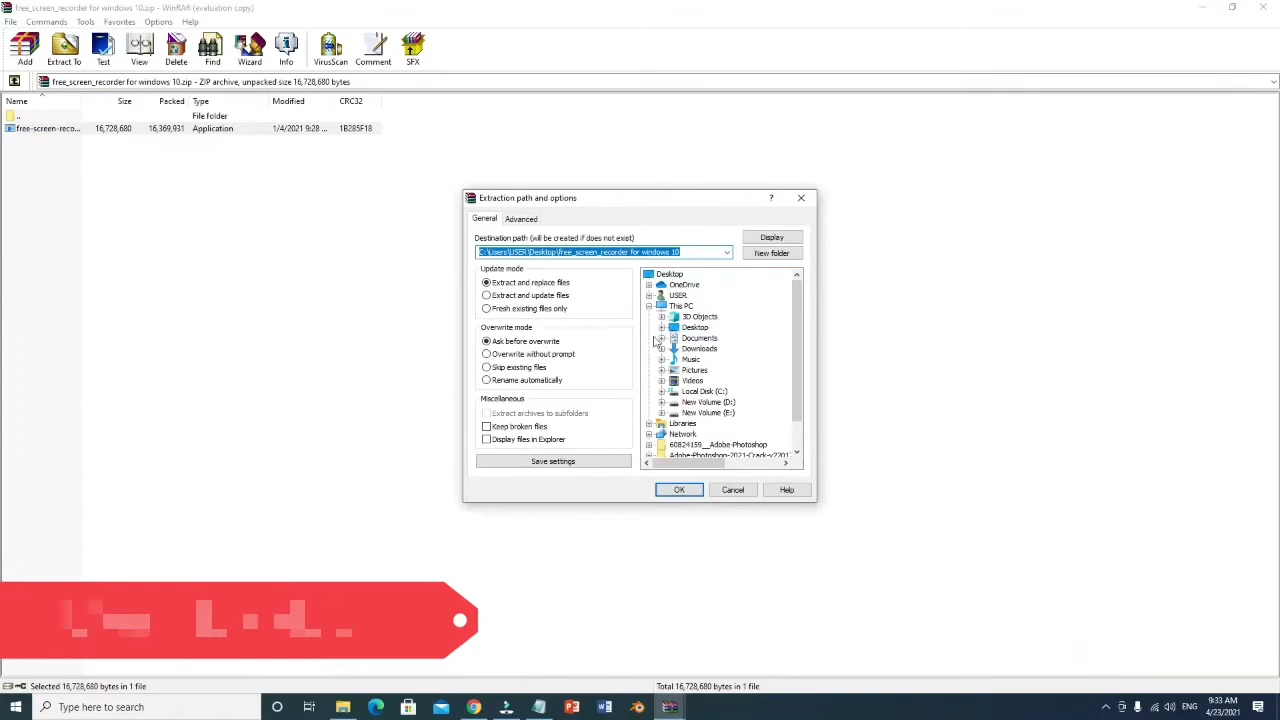 free_screen_recorder for windows 10.zip - WinRAR (evaluation copy)
File Commands Tools Favorites Options Help
Add Extract To Test View Delete Find Wizard Info VirusScan Comment SFX
free_screen_recorder for windows 10.zip - ZIP archive, unpacked size 16,728,680 bytes
Name Size Packed Type Modified CRC32
.. File folder
free-screen-reco... 16,728,680 16,369,931 Application 1/4/2021 9:28 ... 1B285F18
Extraction path and options
General Advanced
Destination path (will be created if does not exist)
C:\Users\USER\Desktop\free_screen_recorder for windows 10
Display
New folder
Update mode
Extract and replace files
Extract and update files
Fresh existing files only
Overwrite mode
Ask before overwrite
Overwrite without prompt
Skip existing files
Rename automatically
Miscellaneous
Extract archives to subfolders
Keep broken files
Display files in Explorer
Save settings
Desktop
OneDrive
USER
This PC
3D Objects
Desktop
Documents
Downloads
Music
Pictures
Videos
Local Disk (C:)
New Volume (D:)
New Volume (E:)
Libraries
Network
60824159__Adobe-Photoshop
Adobe-Photoshop-2021-Crack-v2201
OK Cancel Help
Selected 16,728,680 bytes in 1 file
Total 16,728,680 bytes in 1 file
Type here to search
ENG
9:33 AM
4/23/2021